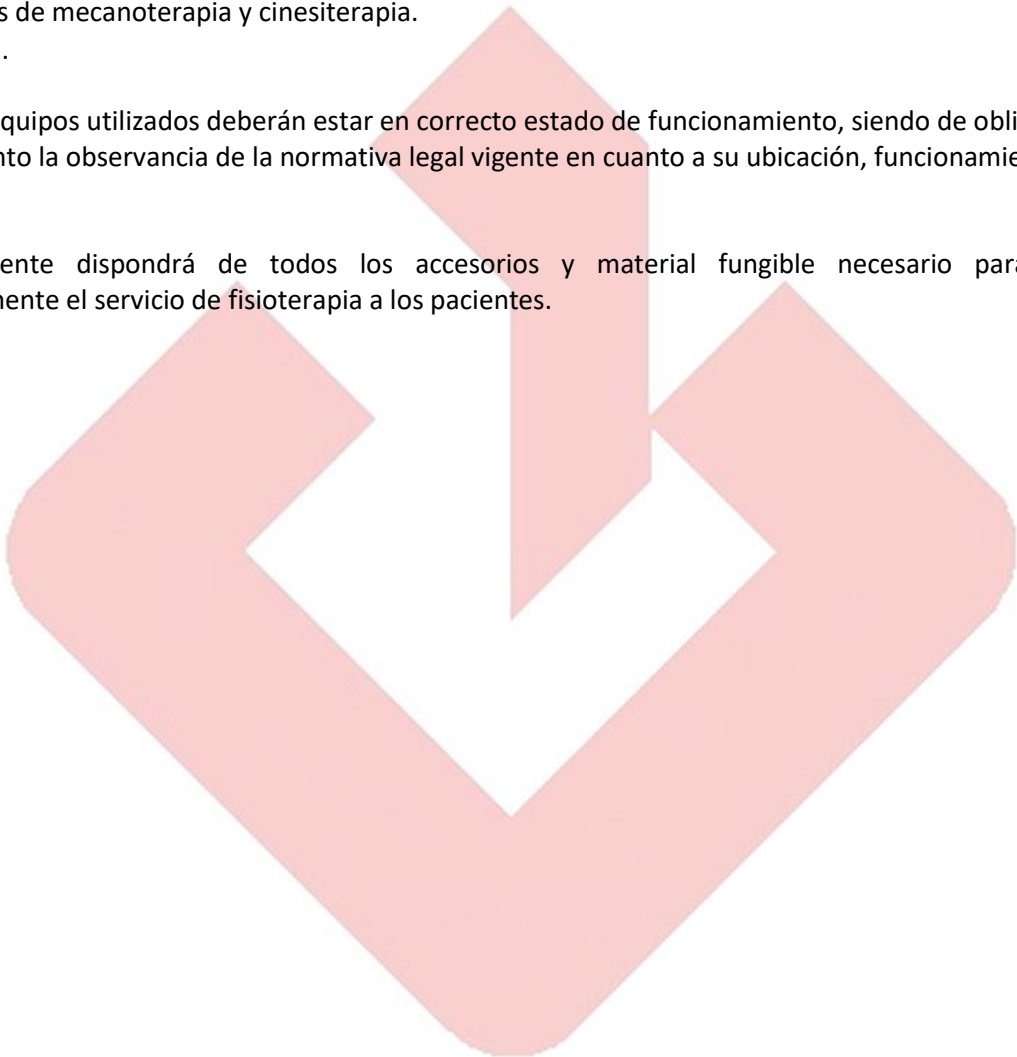 s de mecanoterapia y cinesiterapia.
.
quipos utilizados deberán estar en correcto estado de funcionamiento, siendo de obli
nto la observancia de la normativa legal vigente en cuanto a su ubicación, funcionamie
ente dispondrá de todos los accesorios y material fungible necesario para
mente el servicio de fisioterapia a los pacientes.